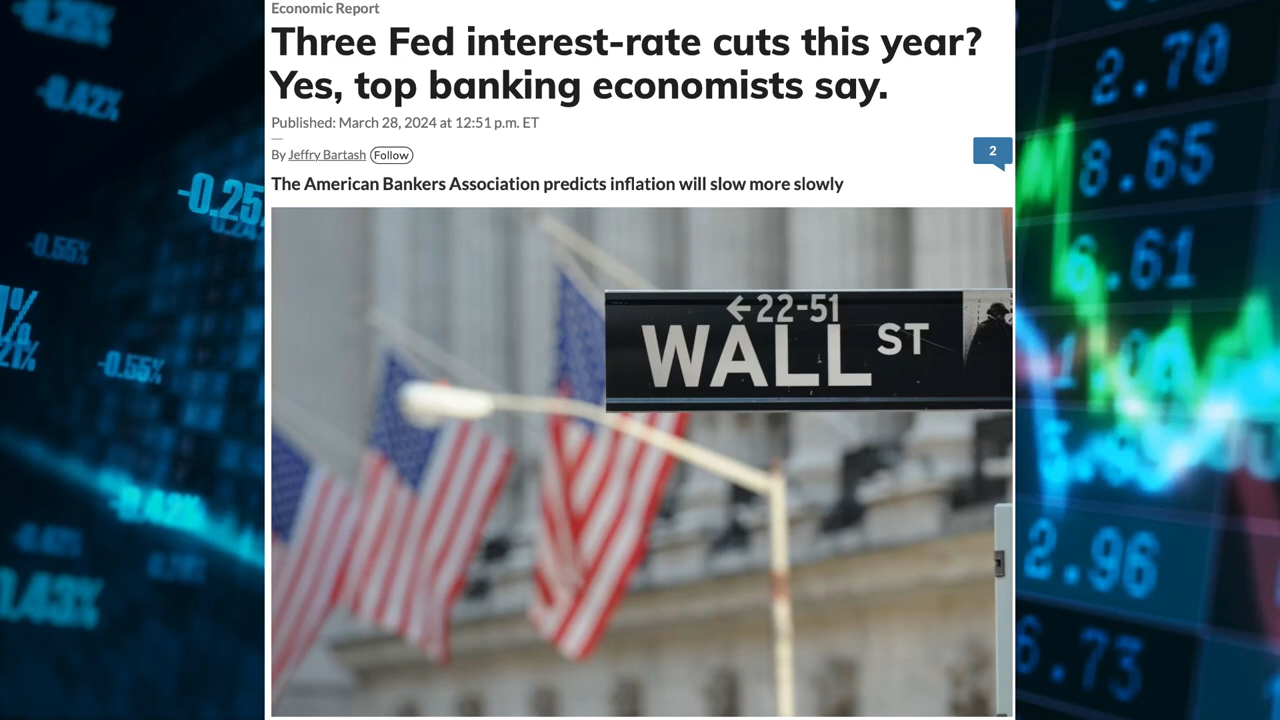 Economic Report
Three Fed interest-rate cuts this year?
Yes, top banking economists say.
Published: March 28, 2024 at 12:51 p.m. ET
By Jeffry Bartash Follow
2
The American Bankers Association predicts inflation will slow more slowly
←22-51
WALL ST
-0.42%
-0.25
-0.55%
-0.55%
-0.42%
2.70
8.65
6.61
2.96
6.73